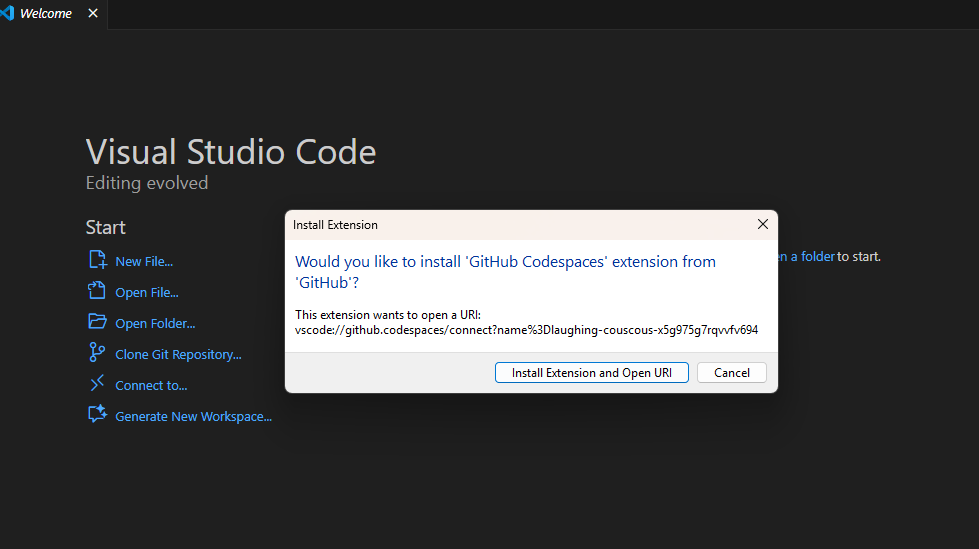 Welcome
Visual Studio Code
Editing evolved
Start
New File...
Open File...
Open Folder...
Clone Git Repository...
Connect to...
Generate New Workspace...
Install Extension
Would you like to install 'GitHub Codespaces' extension from
'GitHub'?
This extension wants to open a URI:
vscode://github.codespaces/connect?name%3Dlaughing-couscous-x5g975g7rqvvfv694
Install Extension and Open URI
Cancel
a folder to start.